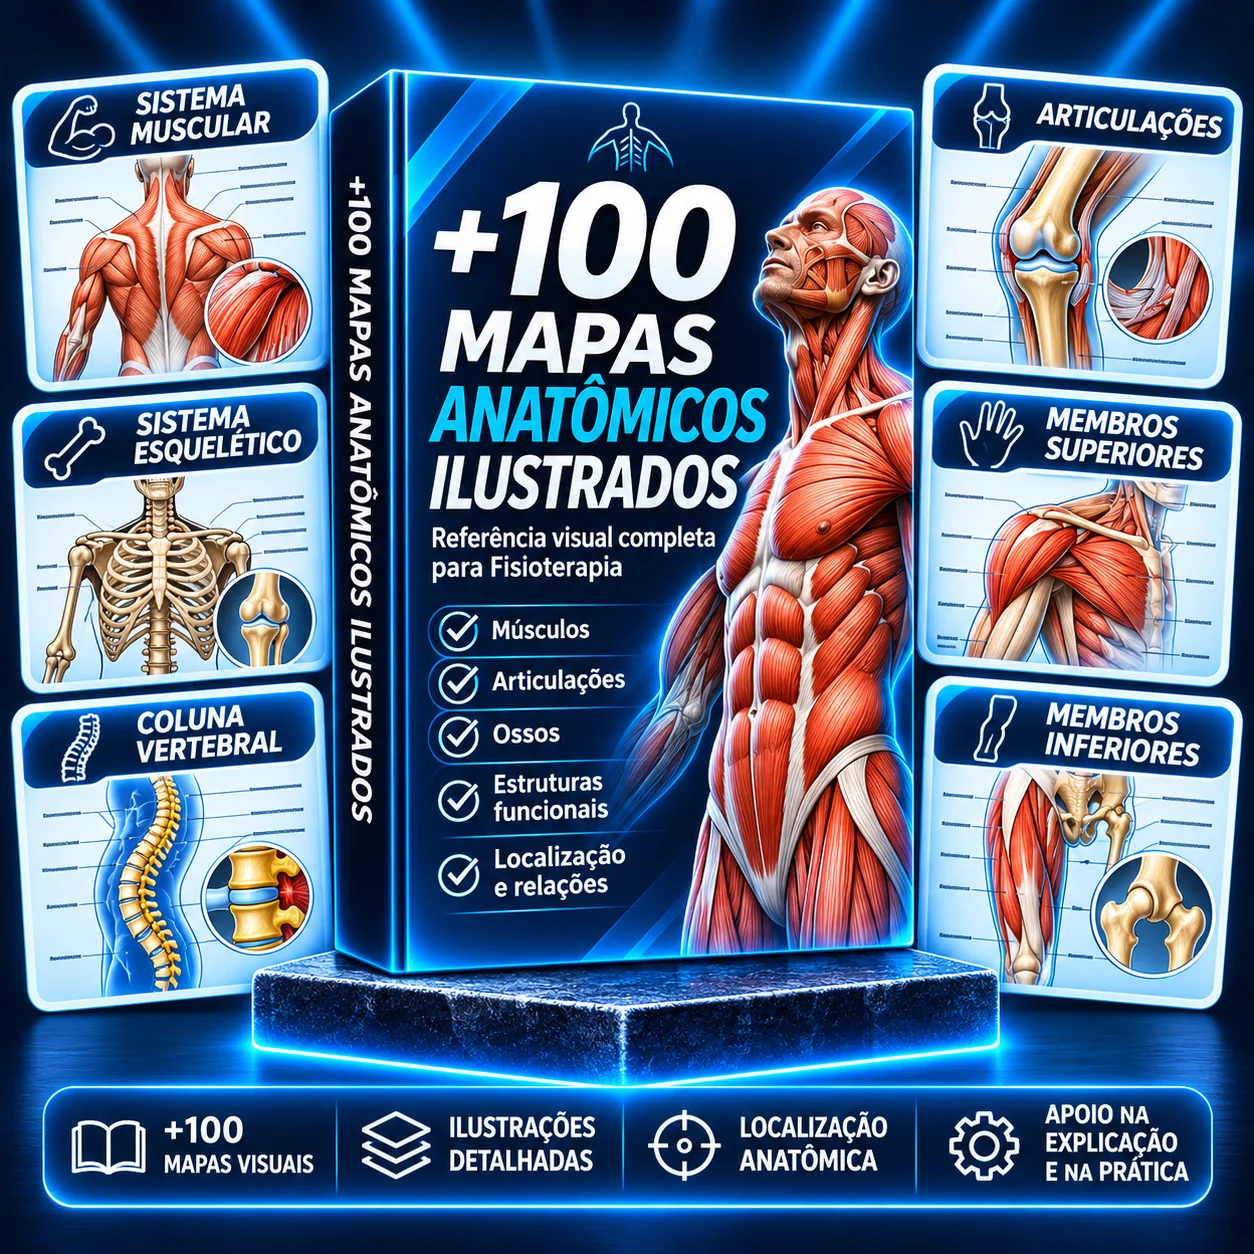 SISTEMA
MUSCULAR
SISTEMA
ESQUELÉTICO
COLUNA
VERTEBRAL
+100 MAPAS ANATÔMICOS ILUSTRADOS
+100
MAPAS
ANATÔMICOS
ILUSTRADOS
Referência visual completa
para Fisioterapia
Músculos
Articulações
Ossos
Estruturas
funcionais
Localização
e relações
ARTICULAÇÕES
MEMBROS
SUPERIORES
MEMBROS
INFERIORES
+100
MAPAS VISUAIS
ILUSTRAÇÕES
DETALHADAS
LOCALIZAÇÃO
ANATÔMICA
APOIO NA
EXPLICAÇÃO
E NA PRÁTICA